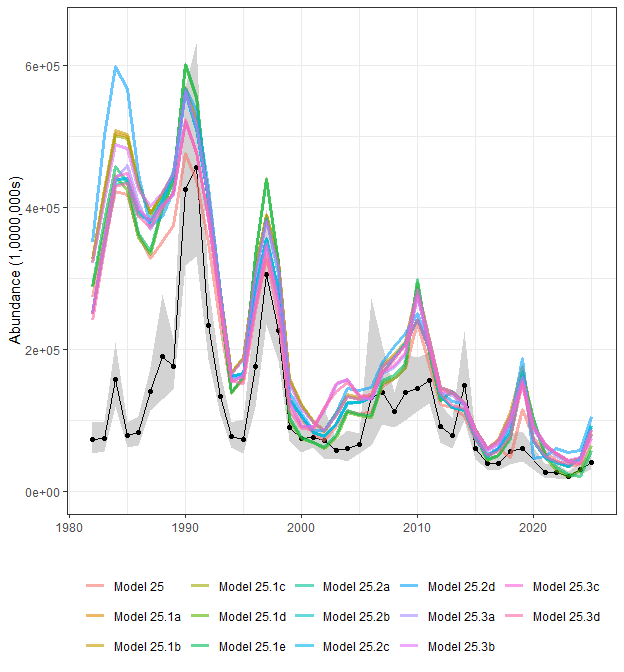 Abundance (1,0000,000s)
6e+05
4e+05
2e+05
0e+00
1980 1990 2000 2010 2020
Model 25 Model 25.1c Model 25.2a Model 25.2d Model 25.3c
Model 25.1a Model 25.1d Model 25.2b Model 25.3a Model 25.3d
Model 25.1b Model 25.1e Model 25.2c Model 25.3b